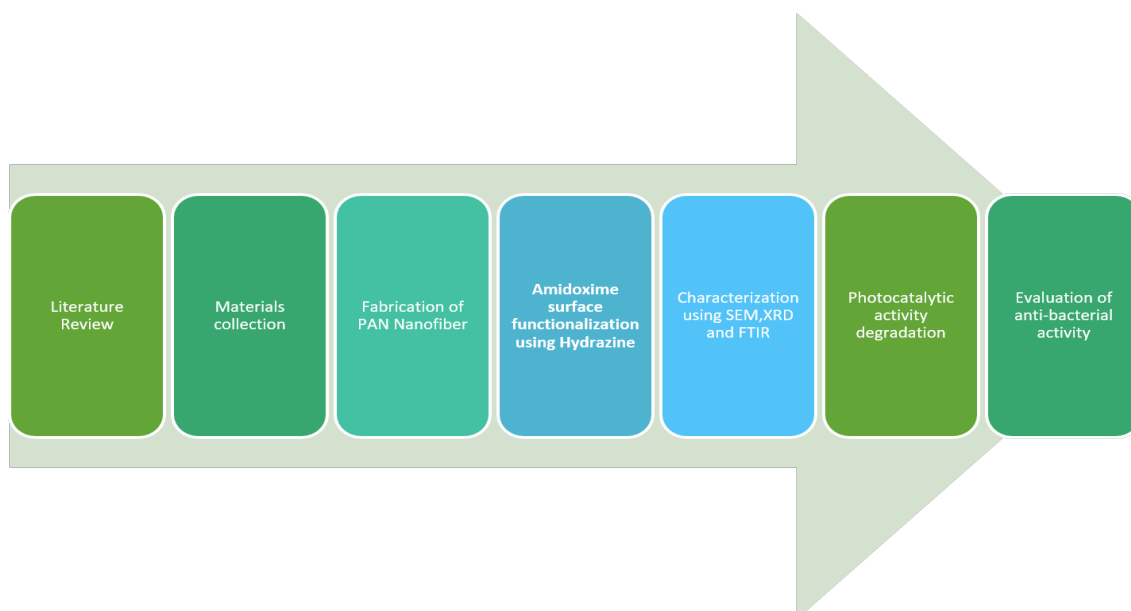 Literature
Review
Materials
collection
Fabrication of
PAN Nanofiber
Amidoxime
surface
functionalization
using Hydrazine
Characterization
using SEM,XRD
and FTIR
Photocatalytic
activity
degradation
Evaluation of
anti-bacterial
activity